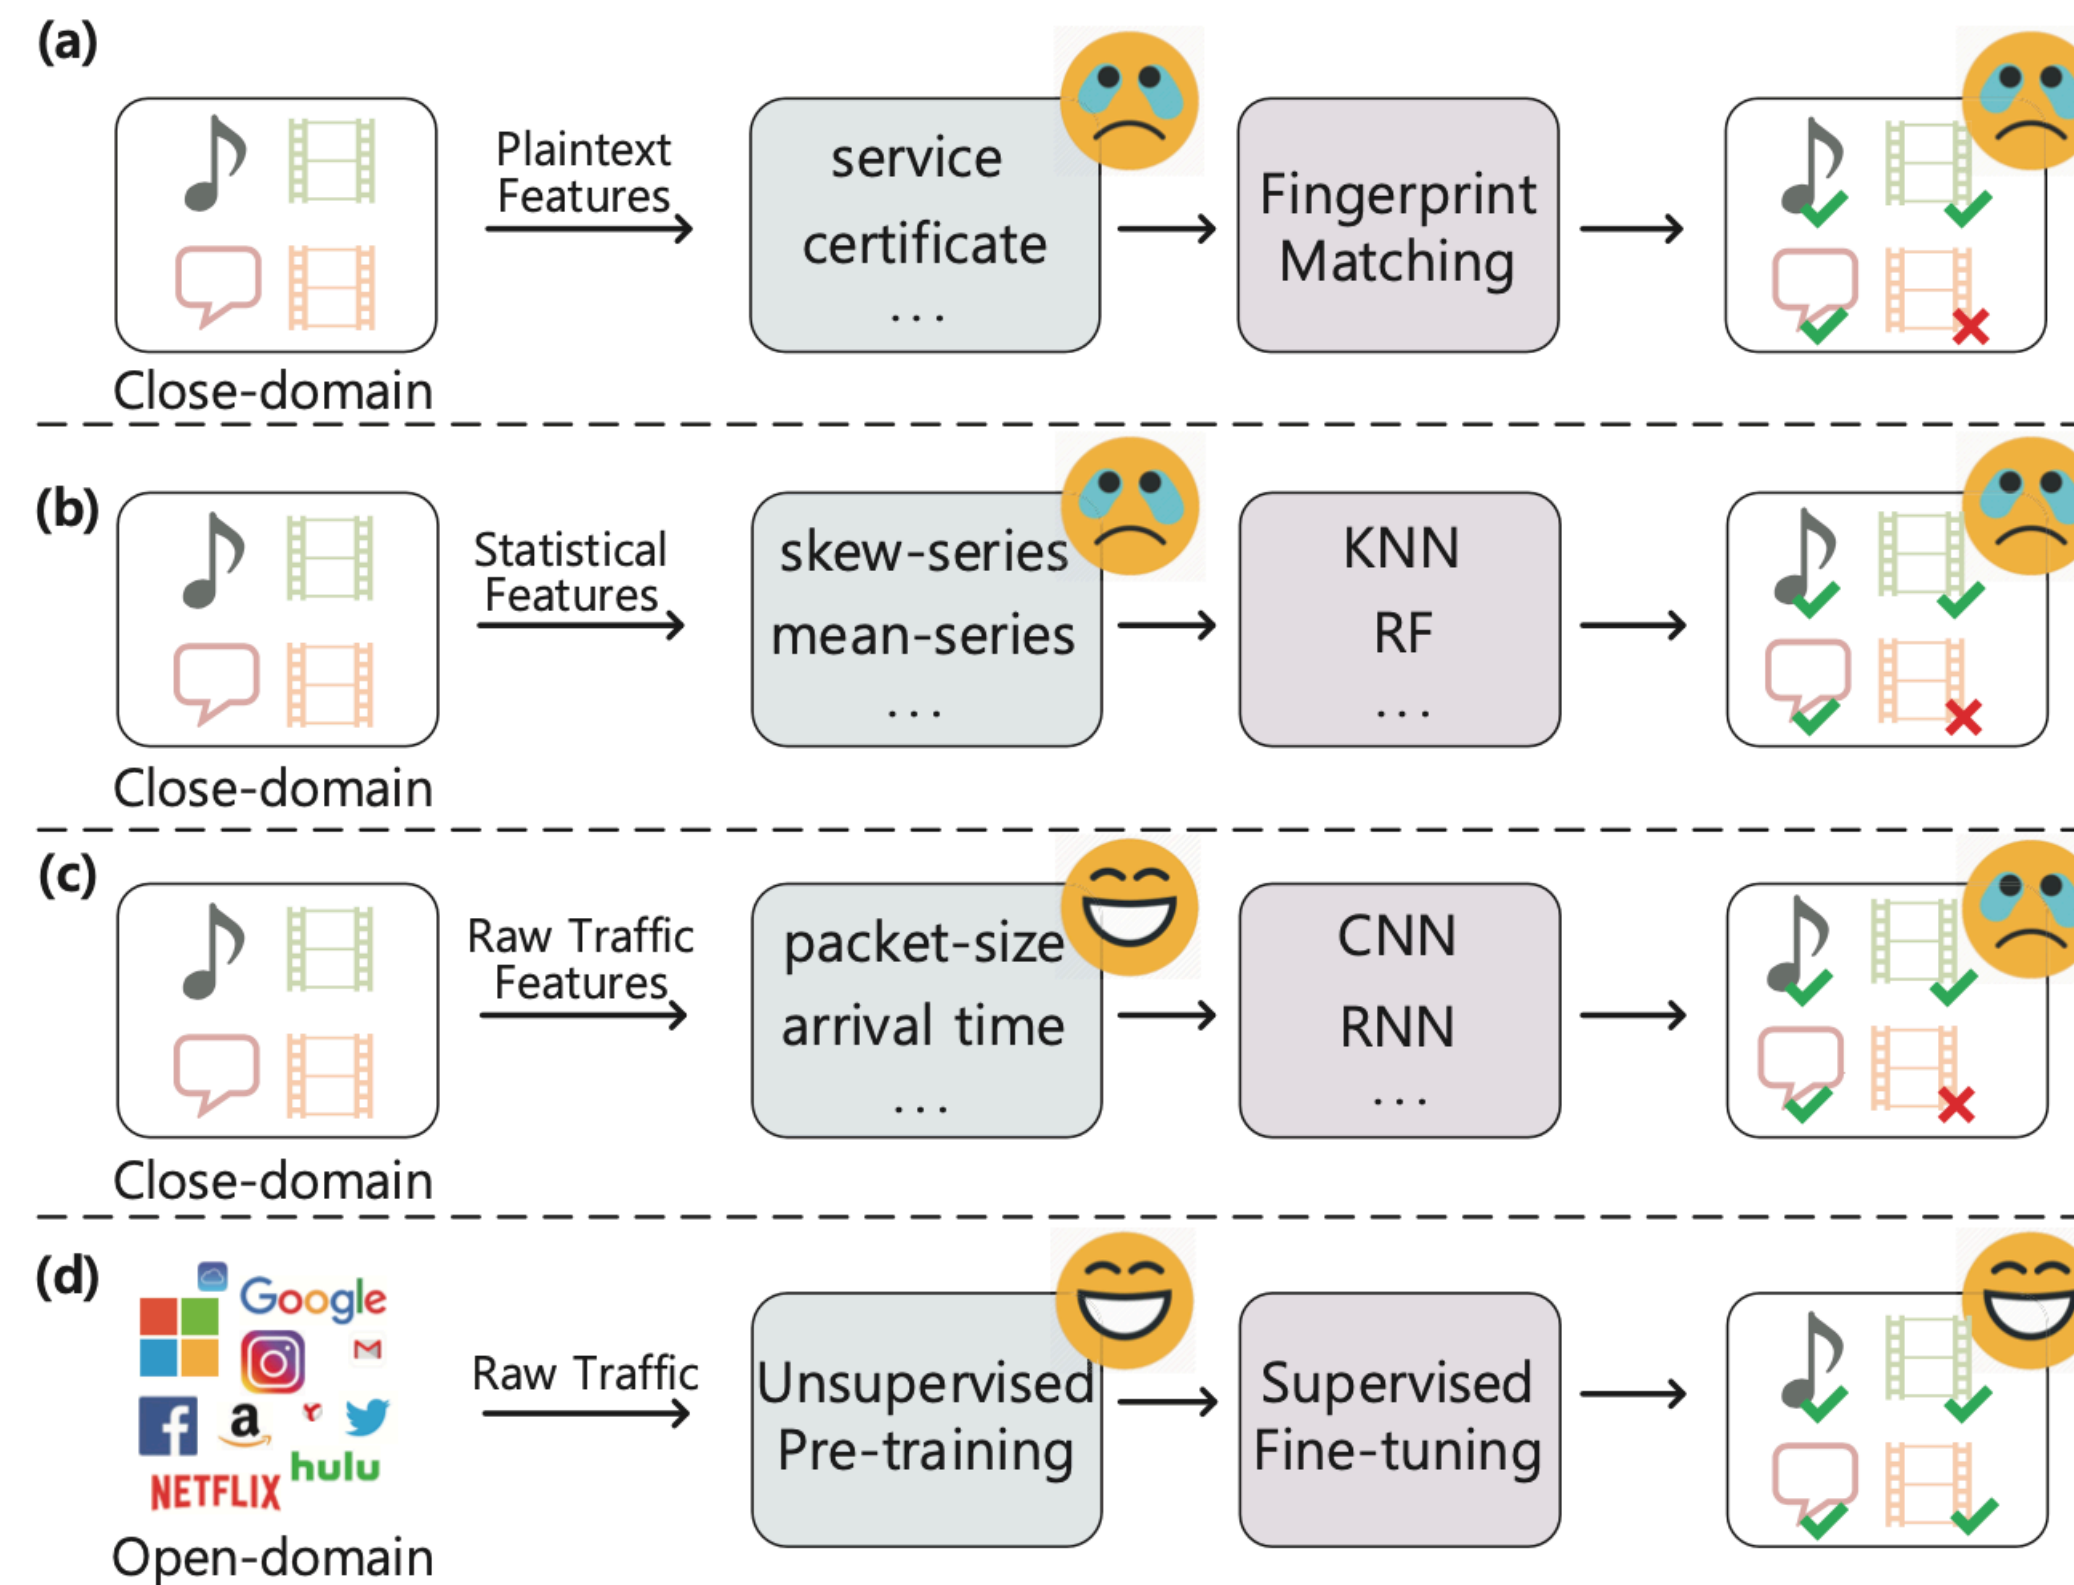 (a)
Plaintext
Features
service
certificate
...
Fingerprint
Matching
Close-domain
(b)
Statistical
Features
skew-series
mean-series
...
KNN
RF
...
Close-domain
(c)
Raw Traffic
Features
packet-size
arrival time
...
CNN
RNN
...
Close-domain
(d)
Google
f
a
hulu
NETFLIX
Raw Traffic
Unsupervised
Pre-training
Supervised
Fine-tuning
Open-domain